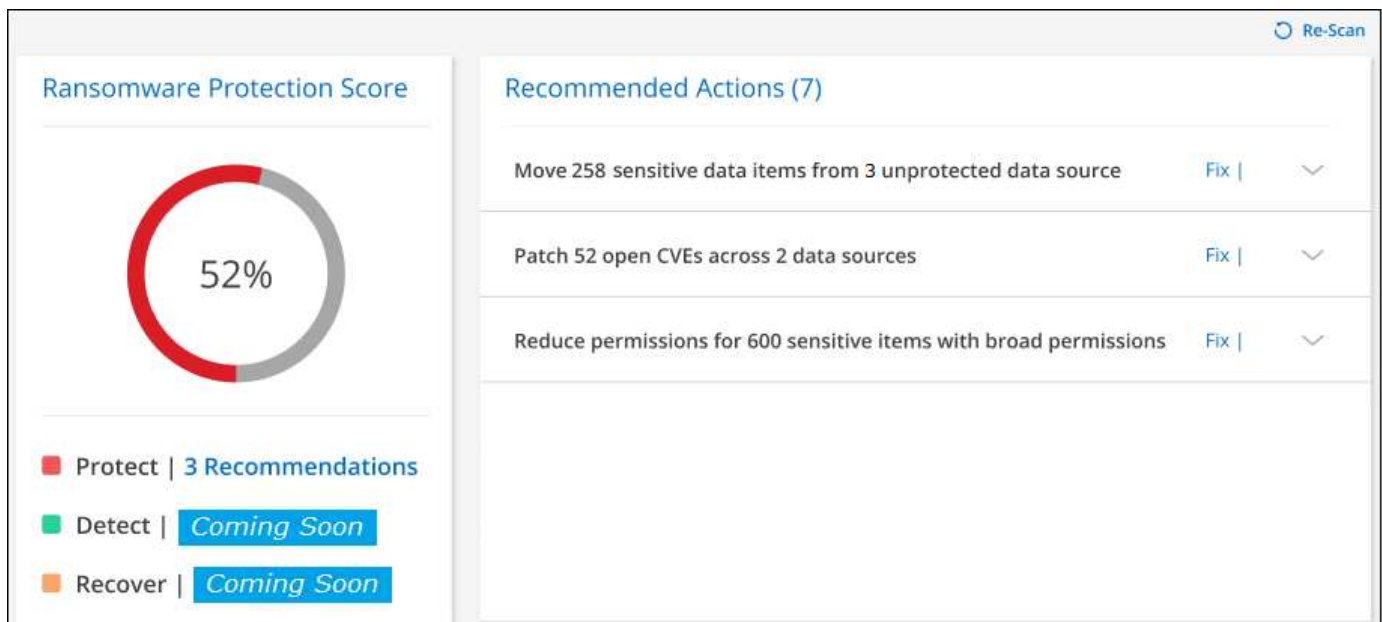 Re-Scan
Ransomware Protection Score
52%
Protect | 3 Recommendations
Detect | Coming Soon
Recover | Coming Soon
Recommended Actions (7)
Move 258 sensitive data items from 3 unprotected data source Fix |
Patch 52 open CVEs across 2 data sources Fix |
Reduce permissions for 600 sensitive items with broad permissions Fix |